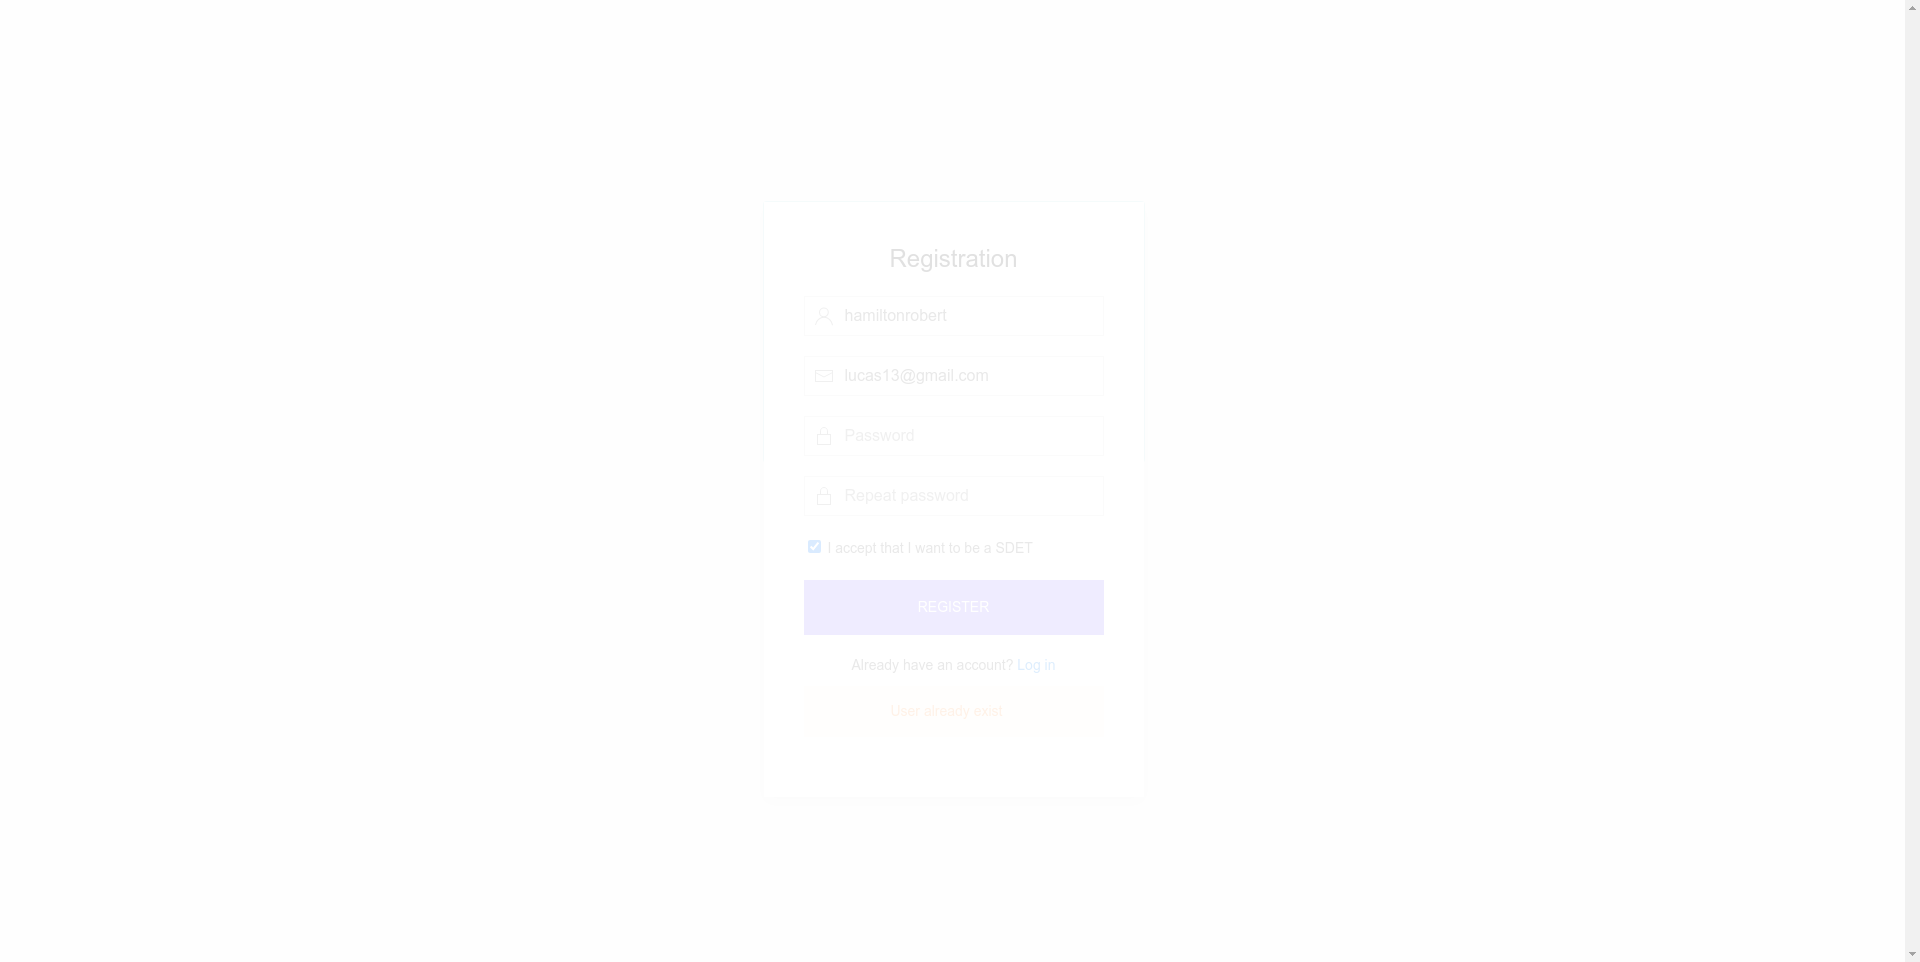 Registration
hamiltonrobert
lucas13@gmail.com
Password
Repeat password
I accept that I want to be a SDET
REGISTER
Already have an account? Log in
User already exist